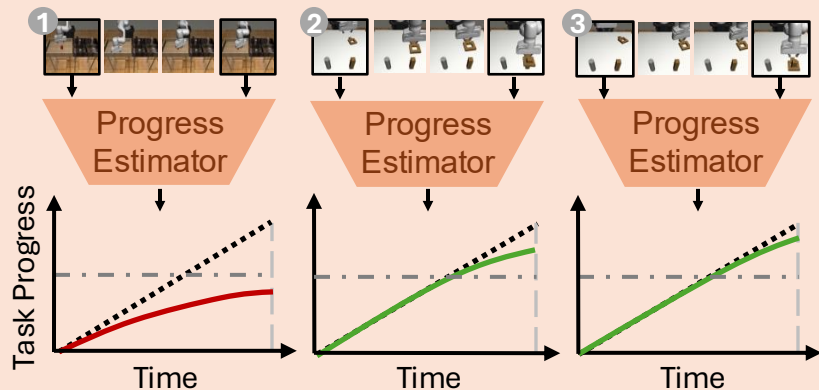 1
2
3
Progress
Estimator
Progress
Estimator
Progress
Estimator
Task Progress
Time
Time
Time